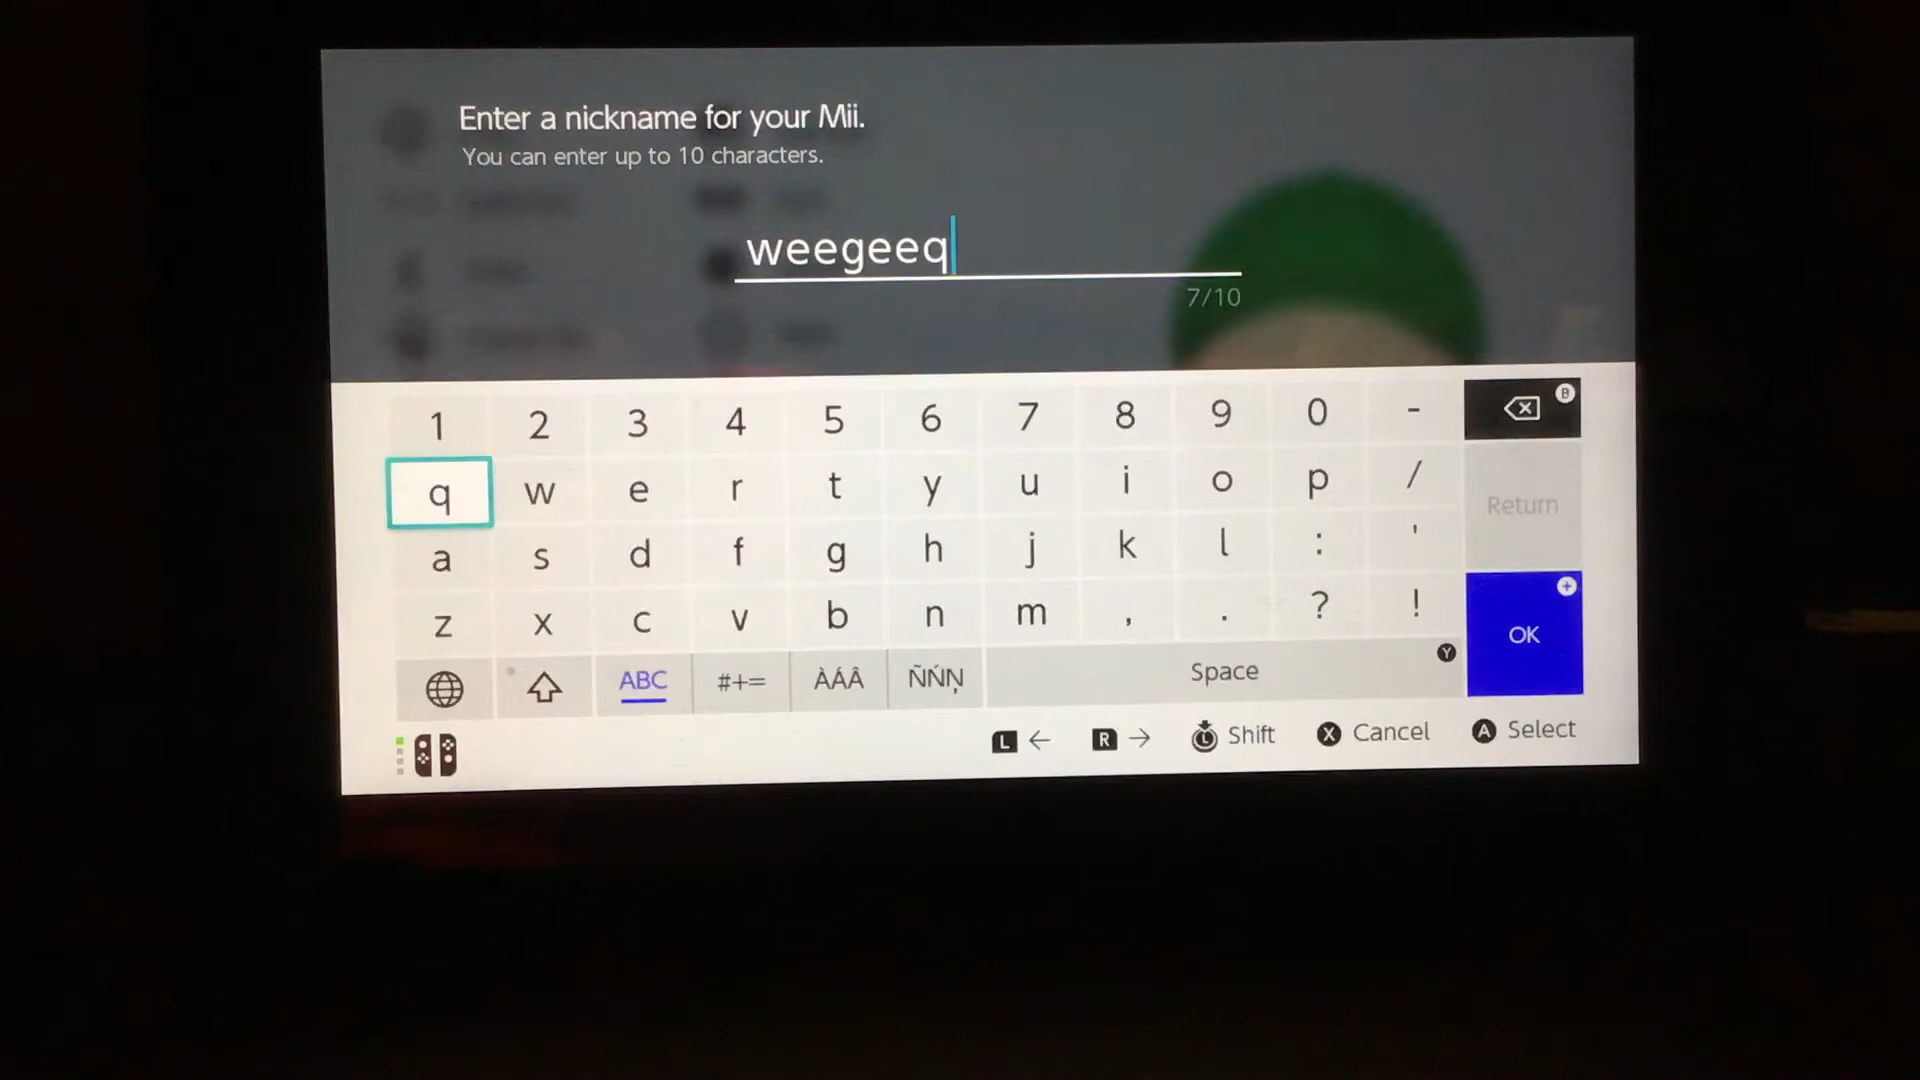 Enter a nickname for your Mii.
You can enter up to 10 characters.
weegeeq
7/10
1 2 3 4 5 6 7 8 9 0 - B
q w e r t y u i o p / Return
a s d f g h j k l : '
z x c v b n m , . ? ! + OK
ABC #+= ÀÁÂ ÑŃŅ Space Y
L ← R → L Shift X Cancel A Select